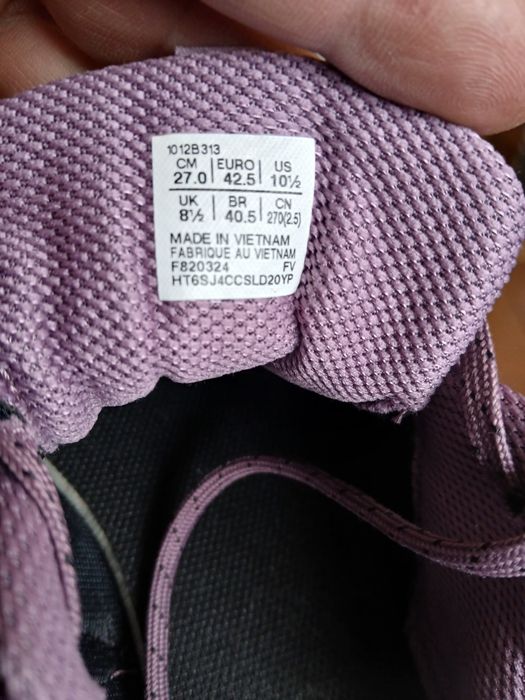 1012B313
CM EURO US
27.0 42.5 10½
UK BR CN
8½ 40.5 270(2.5)
MADE IN VIETNAM
FABRIQUE AU VIETNAM
F820324 FV
HT6SJ4CCSLD20YP